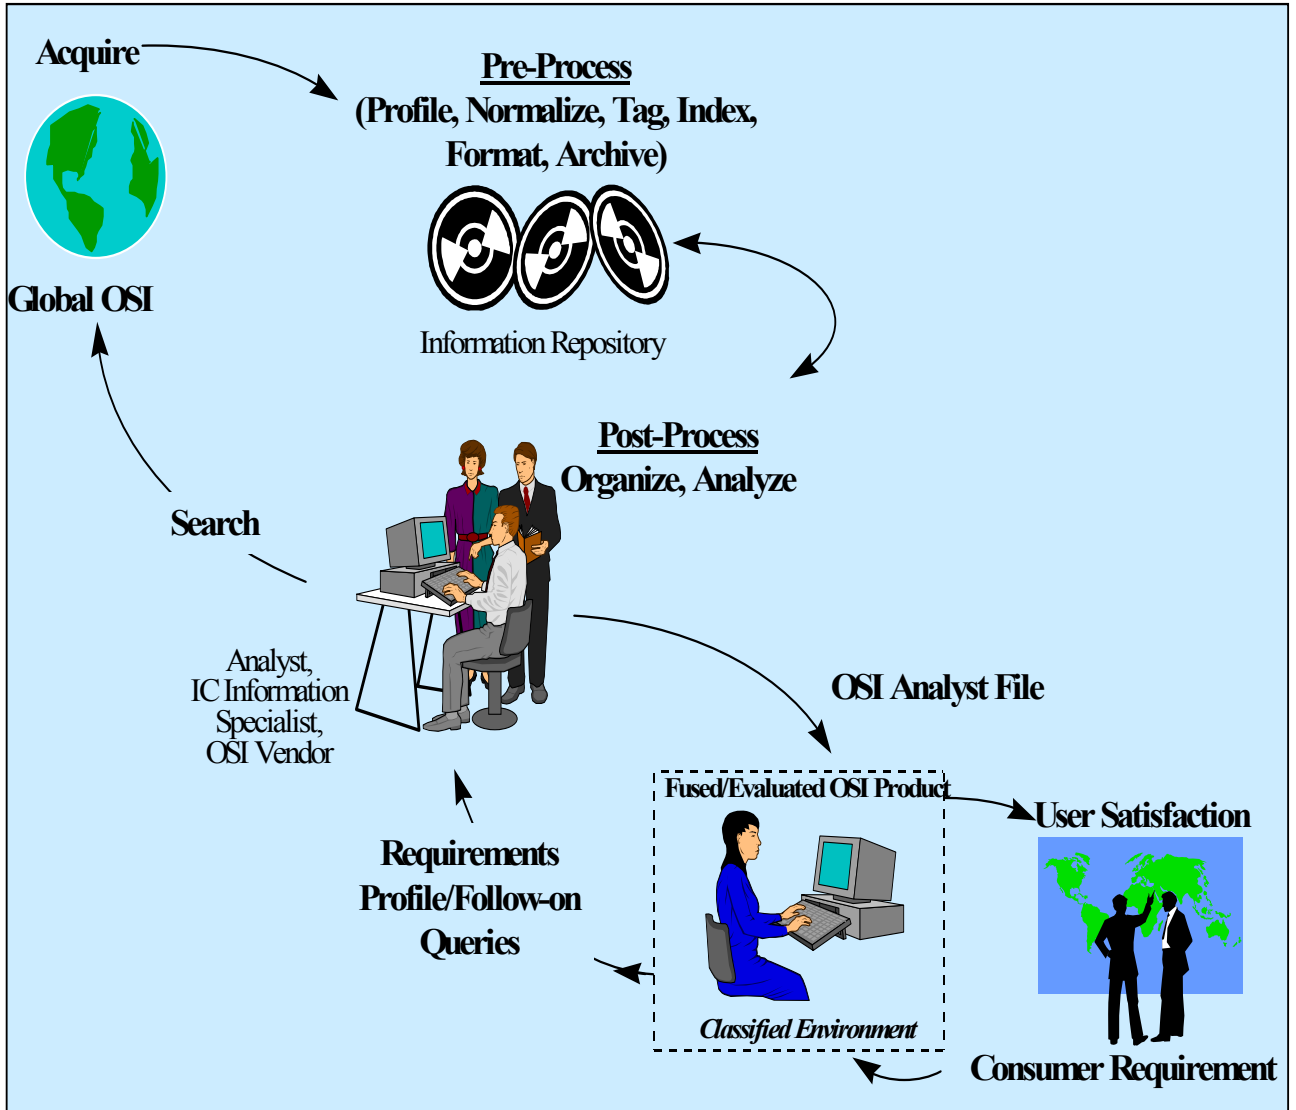 Acquire
Pre-Process
(Profile, Normalize, Tag, Index,
Format, Archive)
Global OSI
Information Repository
Post-Process
Organize, Analyze
Search
Analyst,
IC Information
Specialist,
OSI Vendor
OSI Analyst File
Fused/Evaluated OSI Product
User Satisfaction
Requirements
Profile/Follow-on
Queries
Classified Environment
Consumer Requirement